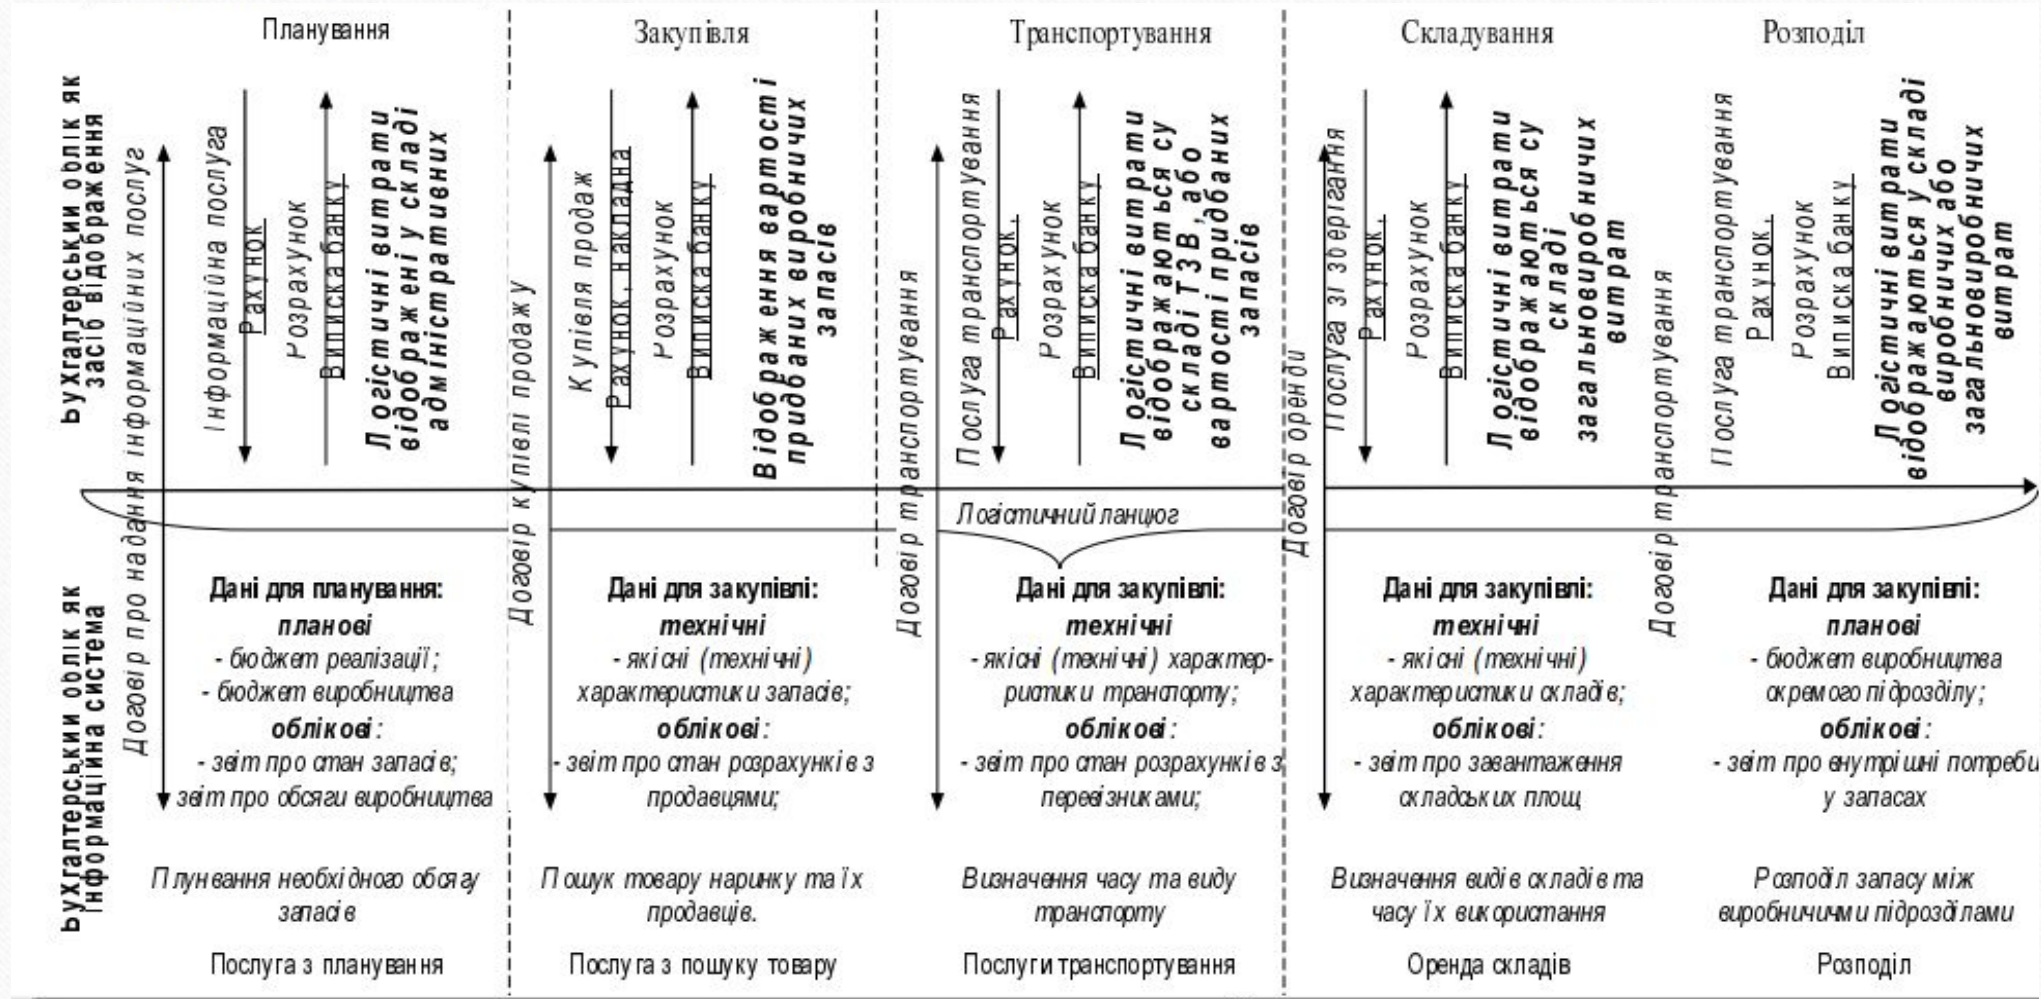 Планування
Закупівля
Транспортування
Складування
Розподіл
Бухгалтерський облік як
засіб відображення
Договір про надання інформаційних послуг
Інформаційна послуга
Рахунок
Розрахунок
Виписка банку
Логістичні витрати
відображені у складі
адміністративних
Договір купівлі продажу
Купівля продаж
Рахунок, накладна
Розрахунок
Виписка банку
Відображення вартості
придбаних виробничих
запасів
Договір транспортування
Послуга транспортування
Рахунок.
Розрахунок
Виписка банку
Логістичні витрати
відображаються су
складі ТЗВ, або
вартості придбаних
запасів
Договір оренди
Послуга зі зберігання
Рахунок.
Розрахунок
Виписка банку
Логістичні витрати
відображаються су
складі
загальновиробничих
витрат
Договір транспортування
Послуга транспортування
Рахунок.
Розрахунок
Виписка банку
Логістичні витрати
відображаються у складі
виробничих або
загальновиробничих
витрат
Логістичний ланцюг
Бухгалтерський облік як
інформаційна система
Дані для планування:
планові
- бюджет реалізації;
- бюджет виробництва
облікові:
- звіт про стан запасів;
звіт про обсяги виробництва
Дані для закупівлі:
технічні
- якісні (технічні)
характеристики запасів;
облікові:
- звіт про стан розрахунків з
продавцями;
Дані для закупівлі:
технічні
- якісні (технічні) характер-
ристики транспорту;
облікові:
- звіт про стан розрахунків з
перевізниками;
Дані для закупівлі:
технічні
- якісні (технічні)
характеристики складів;
облікові:
- звіт про завантаження
складських площ
Дані для закупівлі:
планові
- бюджет виробництва
окремого підрозділу;
облікові:
- звіт про внутрішні потреби
у запасах
Плунвання необхідного обсягу
запасів
Пошук товару наринку та їх
продавців.
Визначення часу та виду
транспорту
Визначення видів складів та
часу їх використання
Розподіл запасу між
виробничичми підрозділами
Послуга з планування
Послуга з пошуку товару
Послуги транспортування
Оренда складів
Розподіл